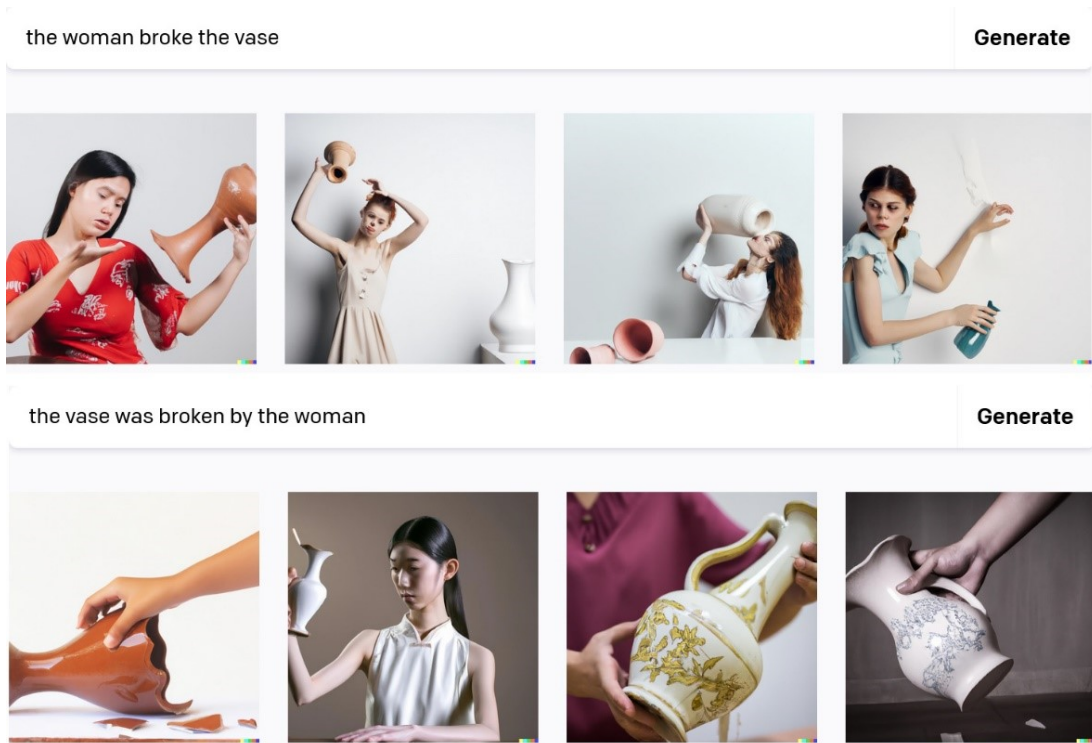 the woman broke the vase
Generate
the vase was broken by the woman
Generate